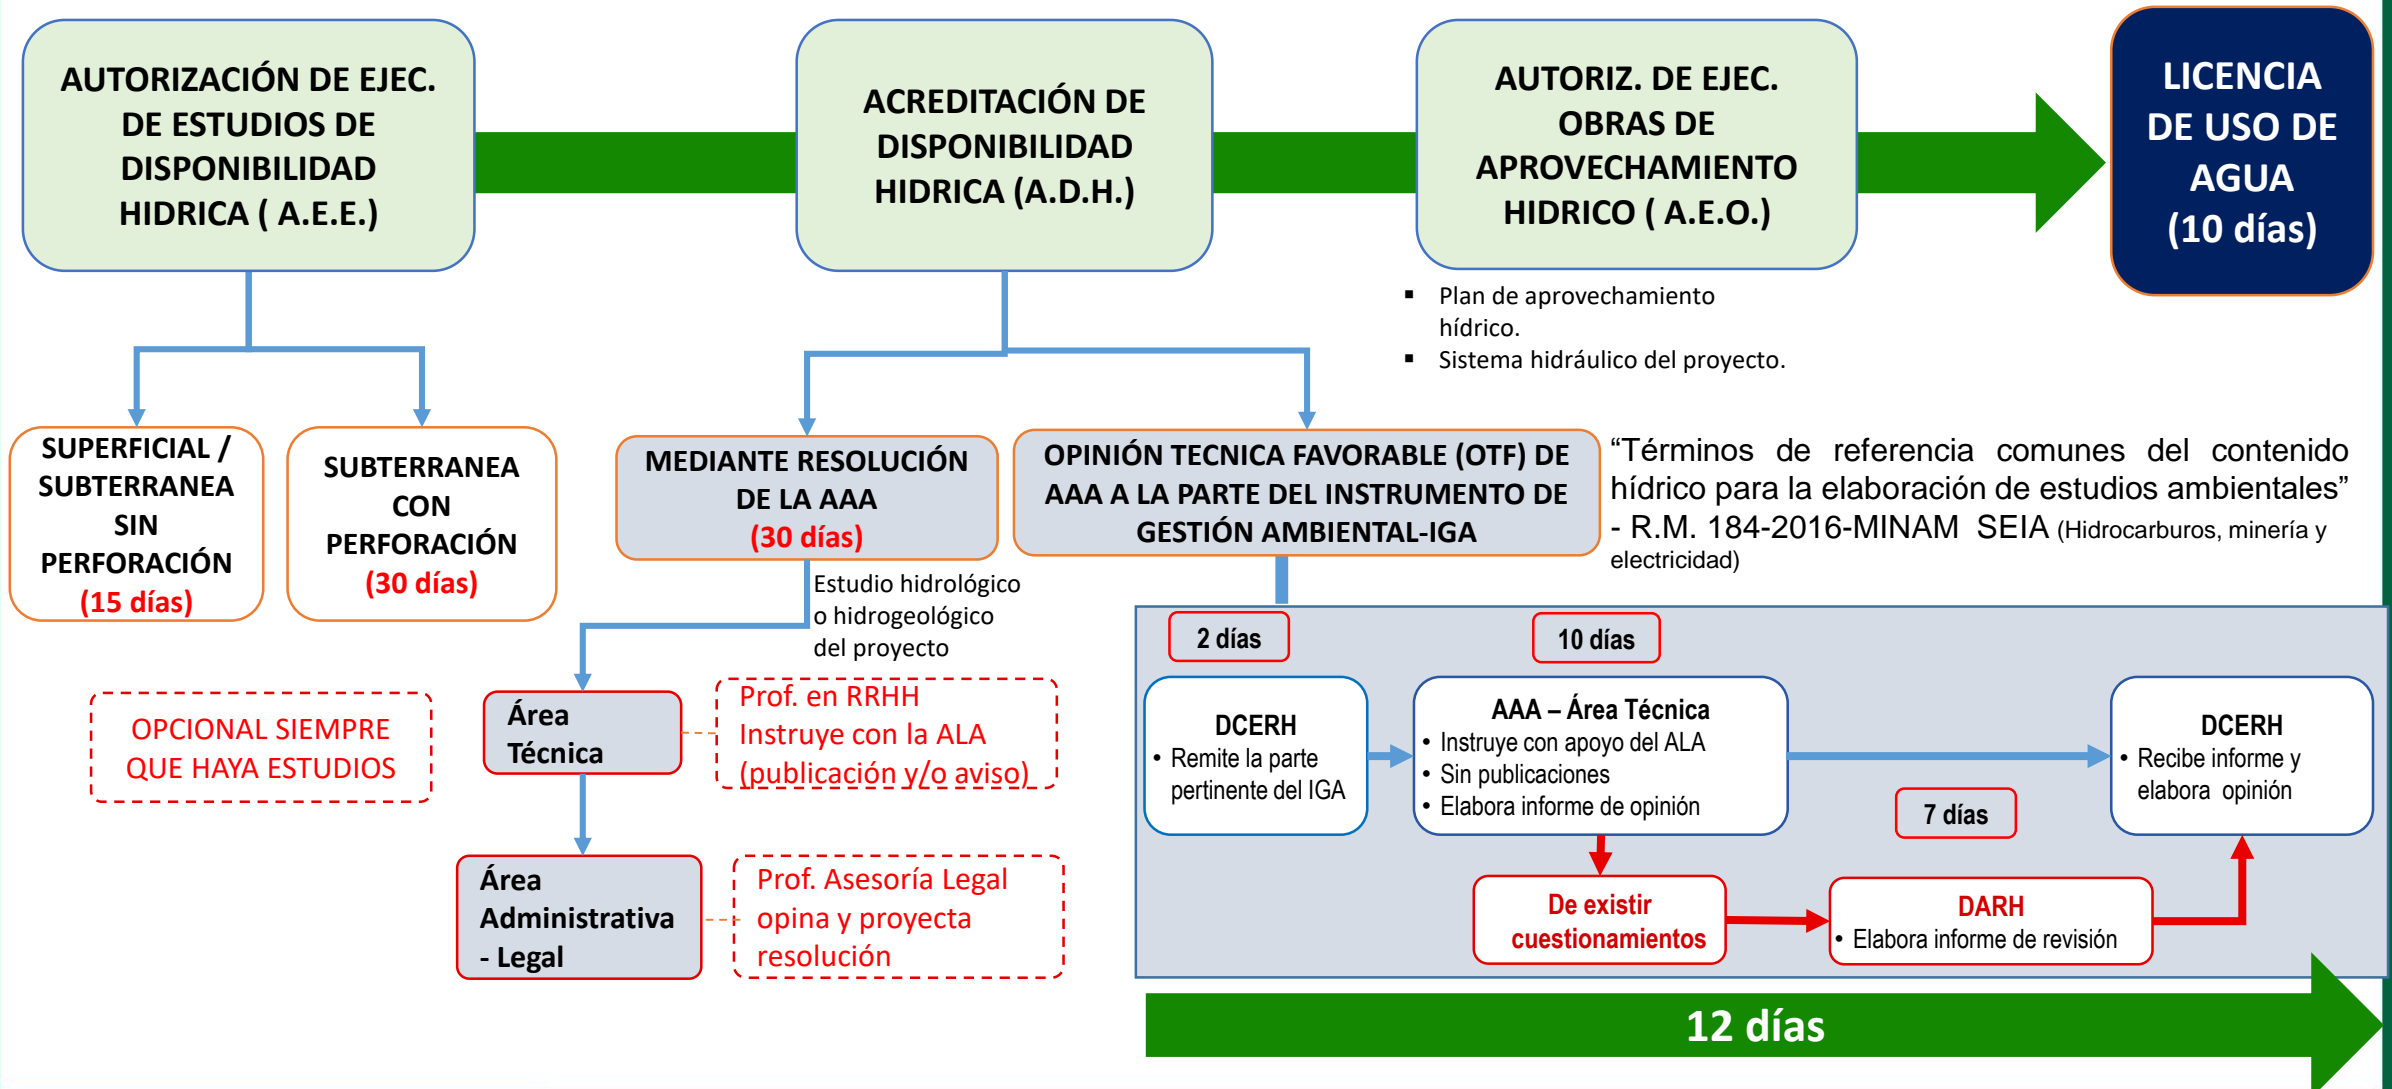 AUTORIZACIÓN DE EJEC.
DE ESTUDIOS DE
DISPONIBILIDAD
HIDRICA ( A.E.E.)
ACREDITACIÓN DE
DISPONIBILIDAD
HIDRICA (A.D.H.)
AUTORIZ. DE EJEC.
OBRAS DE
APROVECHAMIENTO
HIDRICO ( A.E.O.)
LICENCIA
DE USO DE
AGUA
(10 días)
▪ Plan de aprovechamiento
hídrico.
▪ Sistema hidráulico del proyecto.
SUPERFICIAL /
SUBTERRANEA
SIN
PERFORACIÓN
(15 días)
SUBTERRANEA
CON
PERFORACIÓN
(30 días)
MEDIANTE RESOLUCIÓN
DE LA AAA
(30 días)
OPINIÓN TECNICA FAVORABLE (OTF) DE
AAA A LA PARTE DEL INSTRUMENTO DE
GESTIÓN AMBIENTAL-IGA
“Términos de referencia comunes del contenido
hídrico para la elaboración de estudios ambientales”
- R.M. 184-2016-MINAM SEIA (Hidrocarburos, minería y
electricidad)
Estudio hidrológico
o hidrogeológico
del proyecto
OPCIONAL SIEMPRE
QUE HAYA ESTUDIOS
Área
Técnica
Prof. en RRHH
Instruye con la ALA
(publicación y/o aviso)
Área
Administrativa
- Legal
Prof. Asesoría Legal
opina y proyecta
resolución
2 días
10 días
DCERH
• Remite la parte
pertinente del IGA
AAA – Área Técnica
• Instruye con apoyo del ALA
• Sin publicaciones
• Elabora informe de opinión
DCERH
• Recibe informe y
elabora opinión
7 días
De existir
cuestionamientos
DARH
• Elabora informe de revisión
12 días